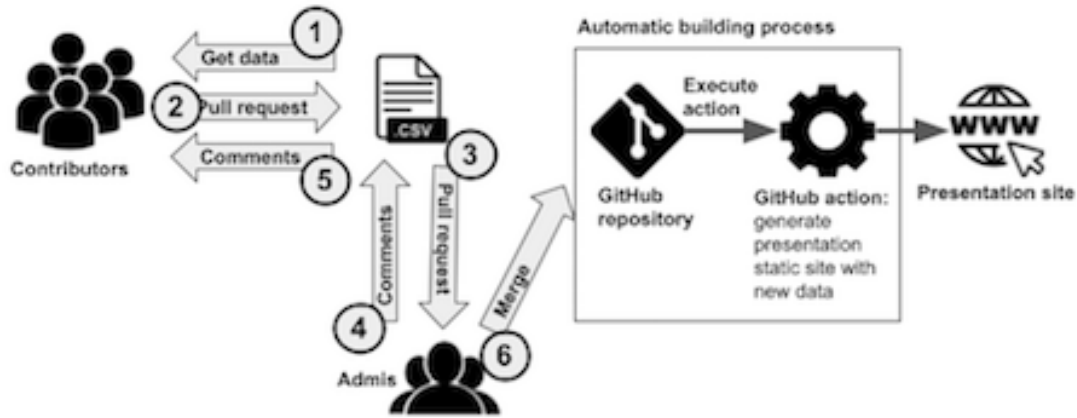 Automatic building process
1
Get data
2
Pull request
.CSV
Comments
5
3
Contributors
Pull request
Comments
4
Admis
Merge
6
Execute
action
GitHub
repository
GitHub action:
generate
presentation
static site with
new data
WWW
Presentation site